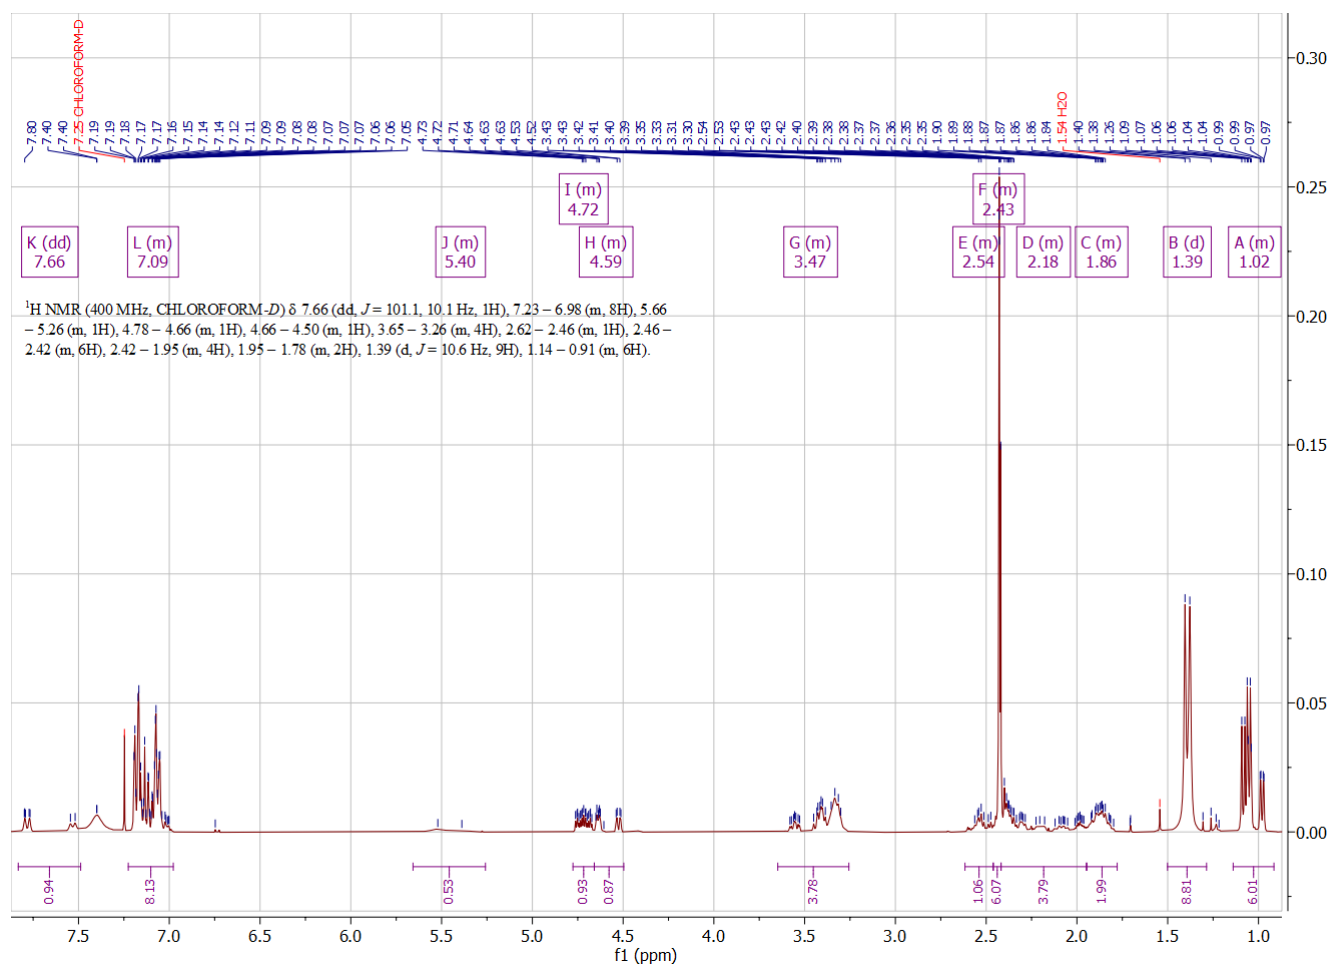 7.80 7.40 7.40 7.25 CHLOROFORM-D 7.19 7.19 7.18 7.17 7.17 7.16 7.15 7.14 7.14 7.12 7.11 7.09 7.09 7.08 7.08 7.07 7.07 7.07 7.06 7.06 7.05 4.73 4.72 4.71 4.64 4.63 4.63 4.53 4.52 3.43 3.43 3.42 3.41 3.40 3.39 3.35 3.33 3.31 3.30 2.54 2.53 2.43 2.43 2.43 2.43 2.42 2.40 2.39 2.38 2.38 2.37 2.37 2.36 2.35 2.35 1.90 1.89 1.88 1.87 1.87 1.86 1.86 1.84 1.54 H2O 1.40 1.38 1.26 1.09 1.07 1.06 1.06 1.04 1.04 0.99 0.99 0.97 0.97
I (m)
4.72
F (m)
2.43
K (dd)
7.66
L (m)
7.09
J (m)
5.40
H (m)
4.59
G (m)
3.47
E (m)
2.54
D (m)
2.18
C (m)
1.86
B (d)
1.39
A (m)
1.02
¹H NMR (400 MHz, CHLOROFORM-D) δ 7.66 (dd, J = 101.1, 10.1 Hz, 1H), 7.23 – 6.98 (m, 8H), 5.66
– 5.26 (m, 1H), 4.78 – 4.66 (m, 1H), 4.66 – 4.50 (m, 1H), 3.65 – 3.26 (m, 4H), 2.62 – 2.46 (m, 1H), 2.46 –
2.42 (m, 6H), 2.42 – 1.95 (m, 4H), 1.95 – 1.78 (m, 2H), 1.39 (d, J = 10.6 Hz, 9H), 1.14 – 0.91 (m, 6H).
0.30
0.25
0.20
0.15
0.10
0.05
0.00
0.94 8.13 0.53 0.93 0.87 3.78 1.06 6.07 3.79 1.99 8.81 6.01
7.5 7.0 6.5 6.0 5.5 5.0 4.5 4.0 3.5 3.0 2.5 2.0 1.5 1.0
f1 (ppm)